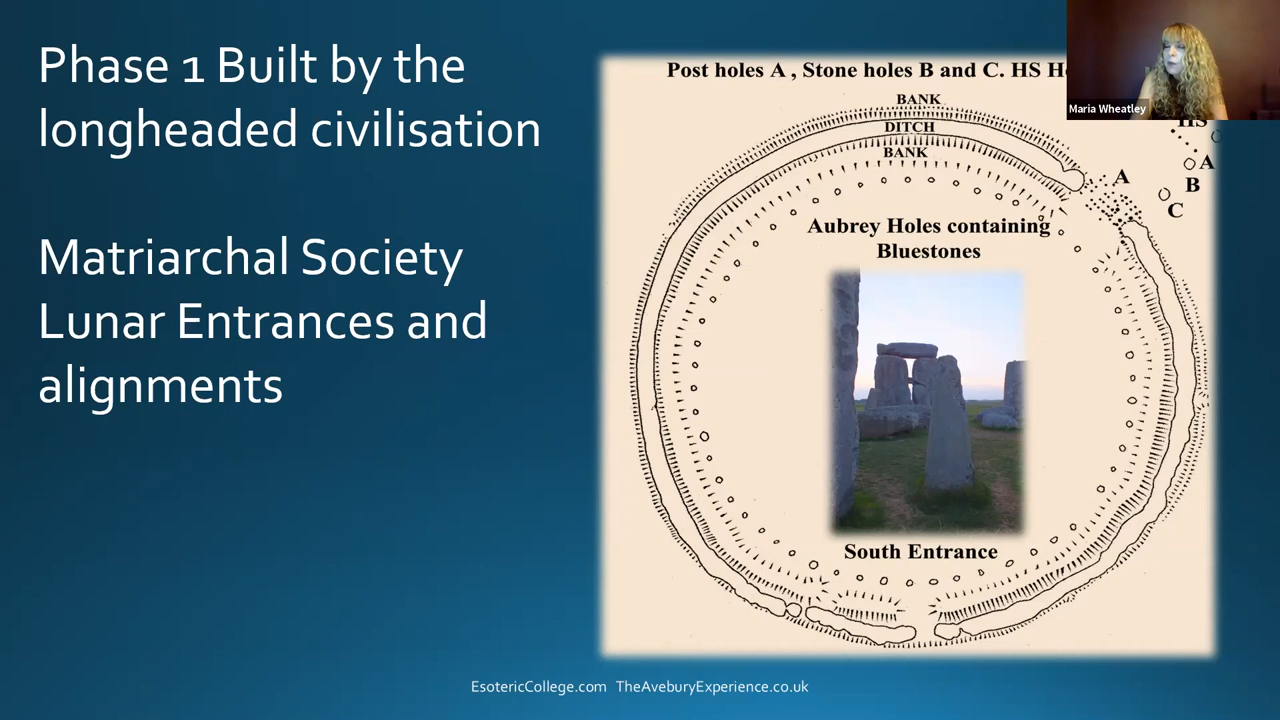 Phase 1 Built by the
longheaded civilisation
Matriarchal Society
Lunar Entrances and
alignments
Post holes A , Stone holes B and C. HS
Maria Wheatley
BANK
DITCH
BANK
HS
A
A
B
C
Aubrey Holes containing
Bluestones
South Entrance
EsotericCollege.com TheAveburyExperience.co.uk